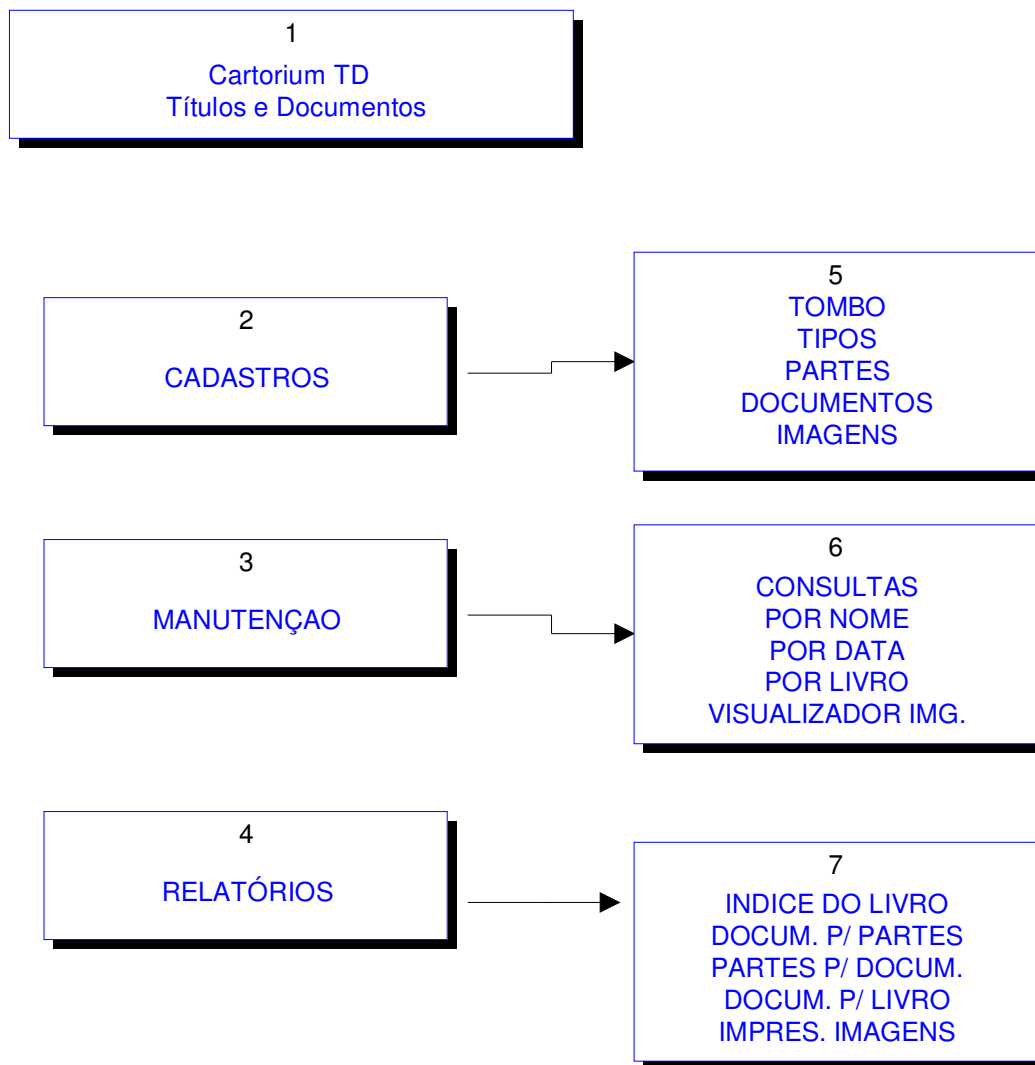 1
Cartorium TD
Títulos e Documentos
2
CADASTROS
5
TOMBO
TIPOS
PARTES
DOCUMENTOS
IMAGENS
3
MANUTENÇAO
6
CONSULTAS
POR NOME
POR DATA
POR LIVRO
VISUALIZADOR IMG.
4
RELATÓRIOS
7
INDICE DO LIVRO
DOCUM. P/ PARTES
PARTES P/ DOCUM.
DOCUM. P/ LIVRO
IMPRES. IMAGENS